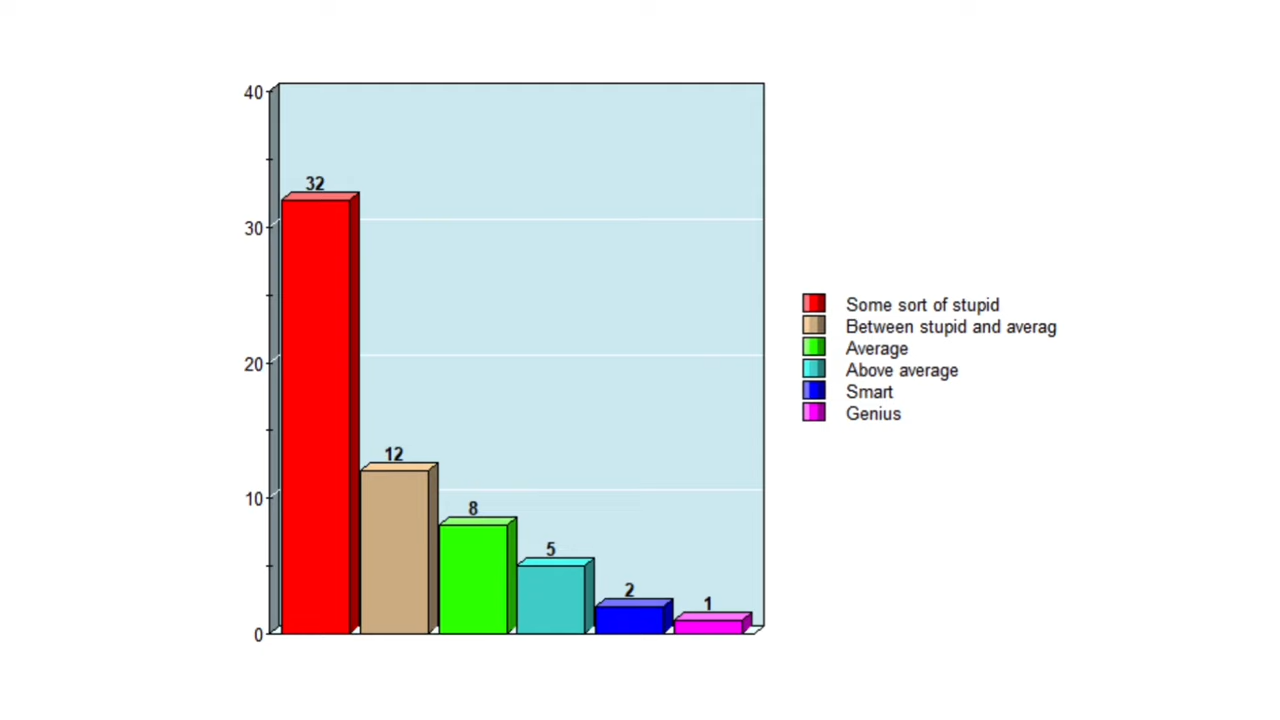 40
32
30
20
12
10
8
5
2
1
0
Some sort of stupid
Between stupid and averag
Average
Above average
Smart
Genius